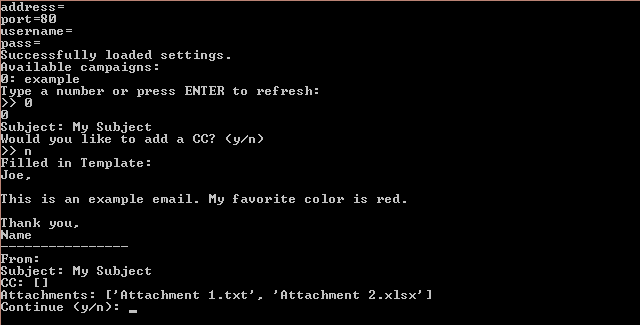 address=
port=80
username=
pass=
Successfully loaded settings.
Available campaigns:
0: example
Type a number or press ENTER to refresh:
>> 0
0
Subject: My Subject
Would you like to add a CC? (y/n)
>> n
Filled in Template:
Joe,
This is an example email. My favorite color is red.
Thank you,
Name
----------------
From:
Subject: My Subject
CC: []
Attachments: ['Attachment 1.txt', 'Attachment 2.xlsx']
Continue (y/n): _